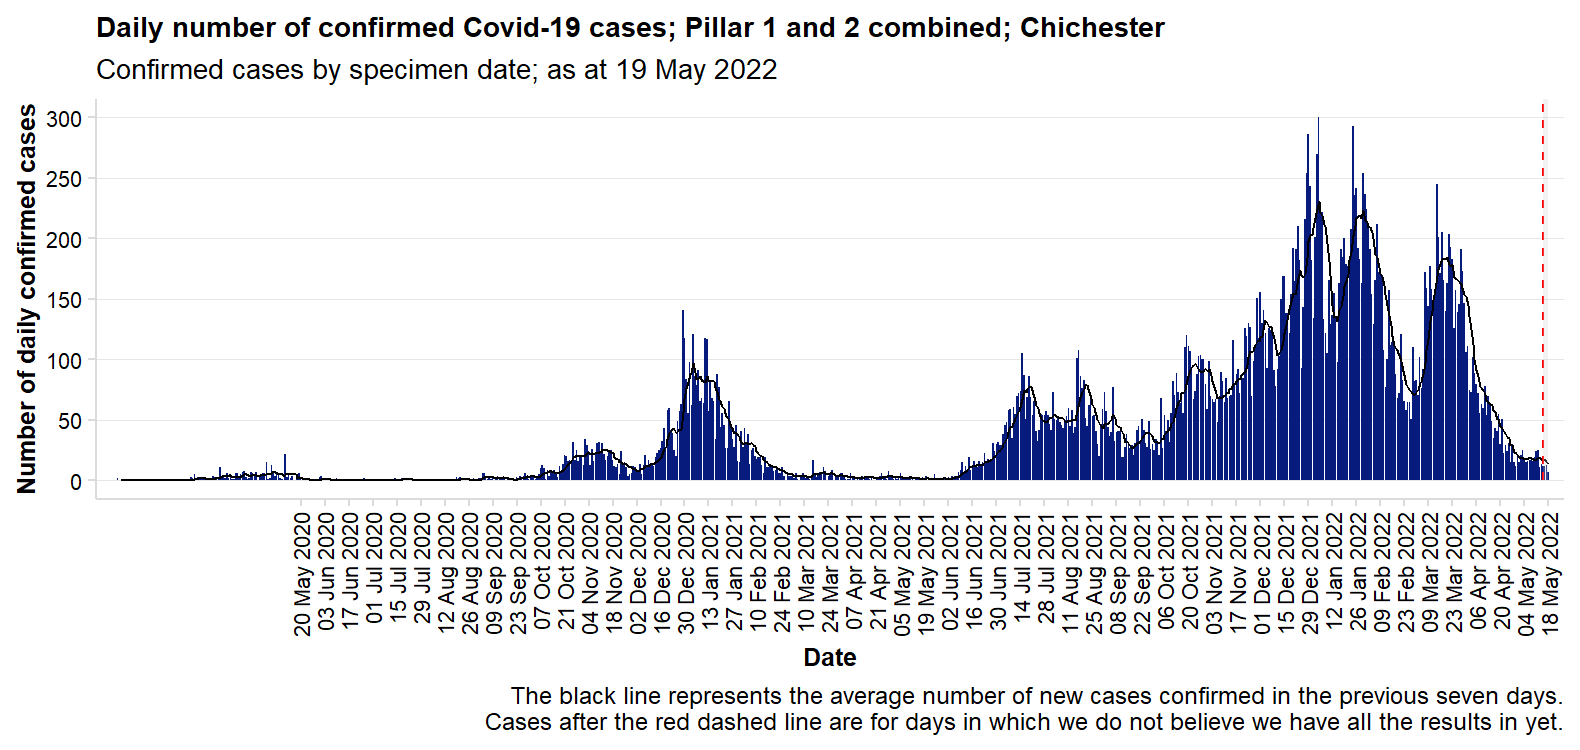 Daily number of confirmed Covid-19 cases; Pillar 1 and 2 combined; Chichester
Confirmed cases by specimen date; as at 19 May 2022
Number of daily confirmed cases
300
250
200
150
100
50
0
20 May 2020
03 Jun 2020
17 Jun 2020
01 Jul 2020
15 Jul 2020
29 Jul 2020
12 Aug 2020
26 Aug 2020
09 Sep 2020
23 Sep 2020
07 Oct 2020
21 Oct 2020
04 Nov 2020
18 Nov 2020
02 Dec 2020
16 Dec 2020
30 Dec 2020
13 Jan 2021
27 Jan 2021
10 Feb 2021
24 Feb 2021
10 Mar 2021
24 Mar 2021
07 Apr 2021
21 Apr 2021
05 May 2021
19 May 2021
02 Jun 2021
16 Jun 2021
30 Jun 2021
14 Jul 2021
28 Jul 2021
11 Aug 2021
25 Aug 2021
08 Sep 2021
22 Sep 2021
06 Oct 2021
20 Oct 2021
03 Nov 2021
17 Nov 2021
01 Dec 2021
15 Dec 2021
29 Dec 2021
12 Jan 2022
26 Jan 2022
09 Feb 2022
23 Feb 2022
09 Mar 2022
23 Mar 2022
06 Apr 2022
20 Apr 2022
04 May 2022
18 May 2022
Date
The black line represents the average number of new cases confirmed in the previous seven days.
Cases after the red dashed line are for days in which we do not believe we have all the results in yet.